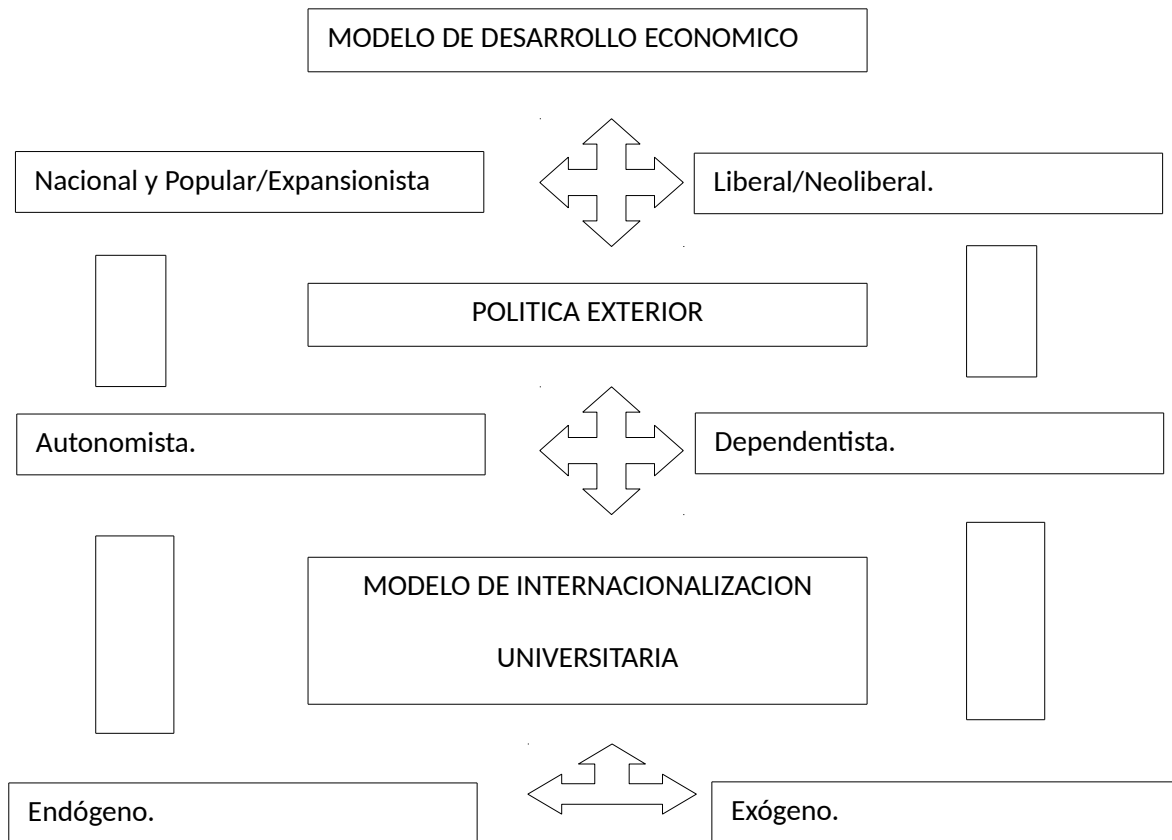 MODELO DE DESARROLLO ECONOMICO
Nacional y Popular/Expansionista
Liberal/Neoliberal.
POLITICA EXTERIOR
Autonomista.
Dependentista.
MODELO DE INTERNACIONALIZACION
UNIVERSITARIA
Endógeno.
Exógeno.